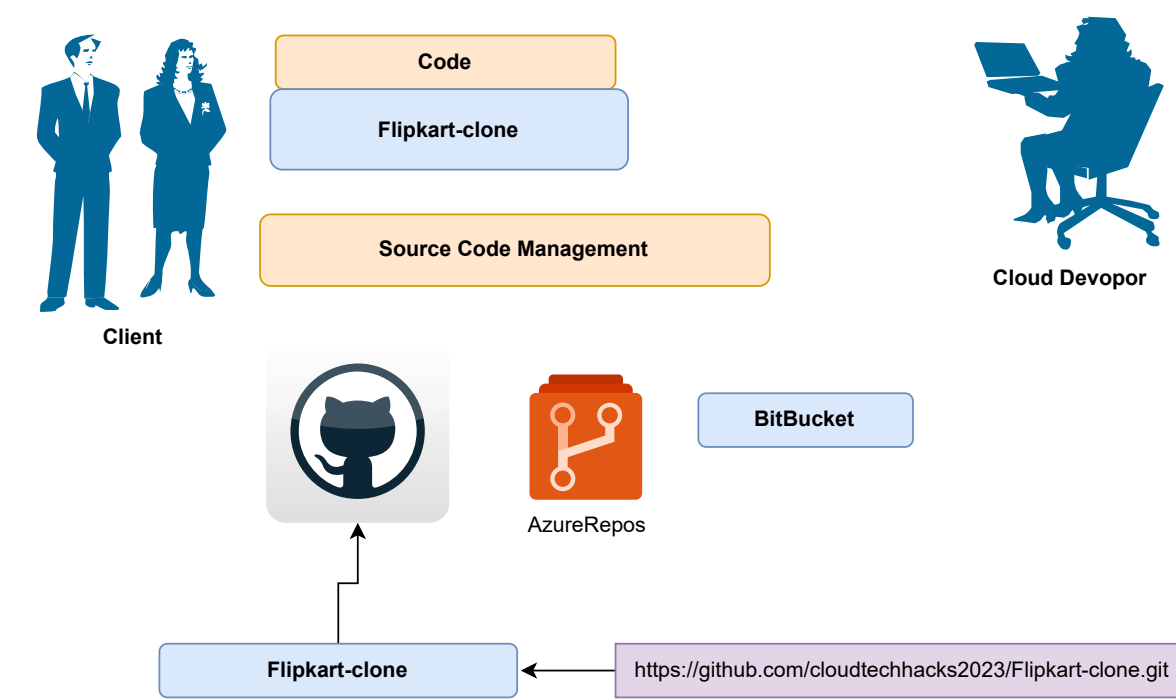 Code
Flipkart-clone
Source Code Management
Cloud Devopor
Client
BitBucket
AzureRepos
Flipkart-clone
https://github.com/cloudtechhacks2023/Flipkart-clone.git